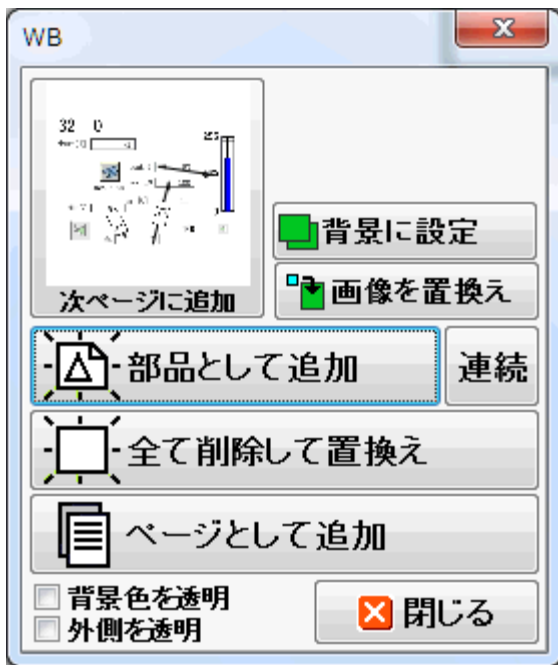 WB
32 0
255
次ページに追加
背景に設定
画像を置換え
部品として追加
連続
全て削除して置換え
ページとして追加
背景色を透明
外側を透明
閉じる